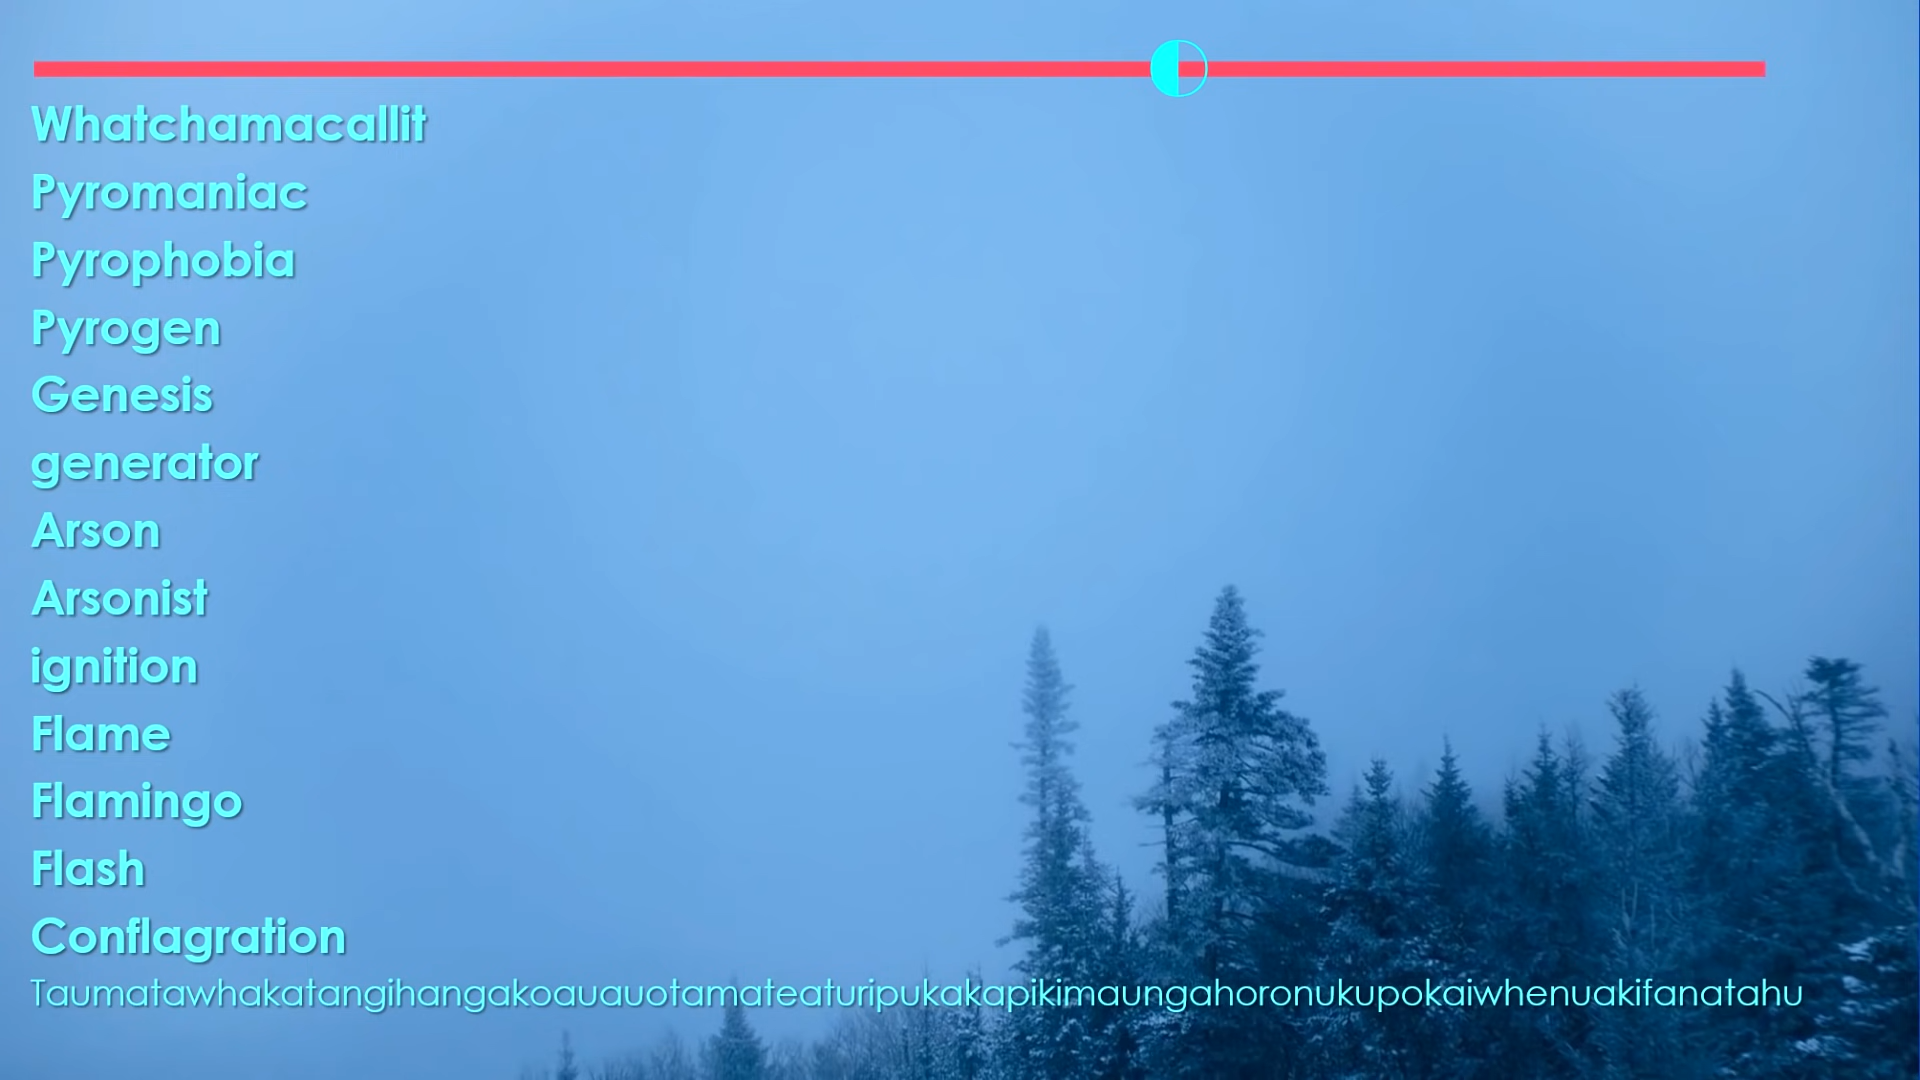 Whatchamacallit
Pyromaniac
Pyrophobia
Pyrogen
Genesis
generator
Arson
Arsonist
ignition
Flame
Flamingo
Flash
Conflagration
Taumatawhakatangihangakoauauotamateaturipukakapikimaungahoronukupokaiwhenuakifanatahu